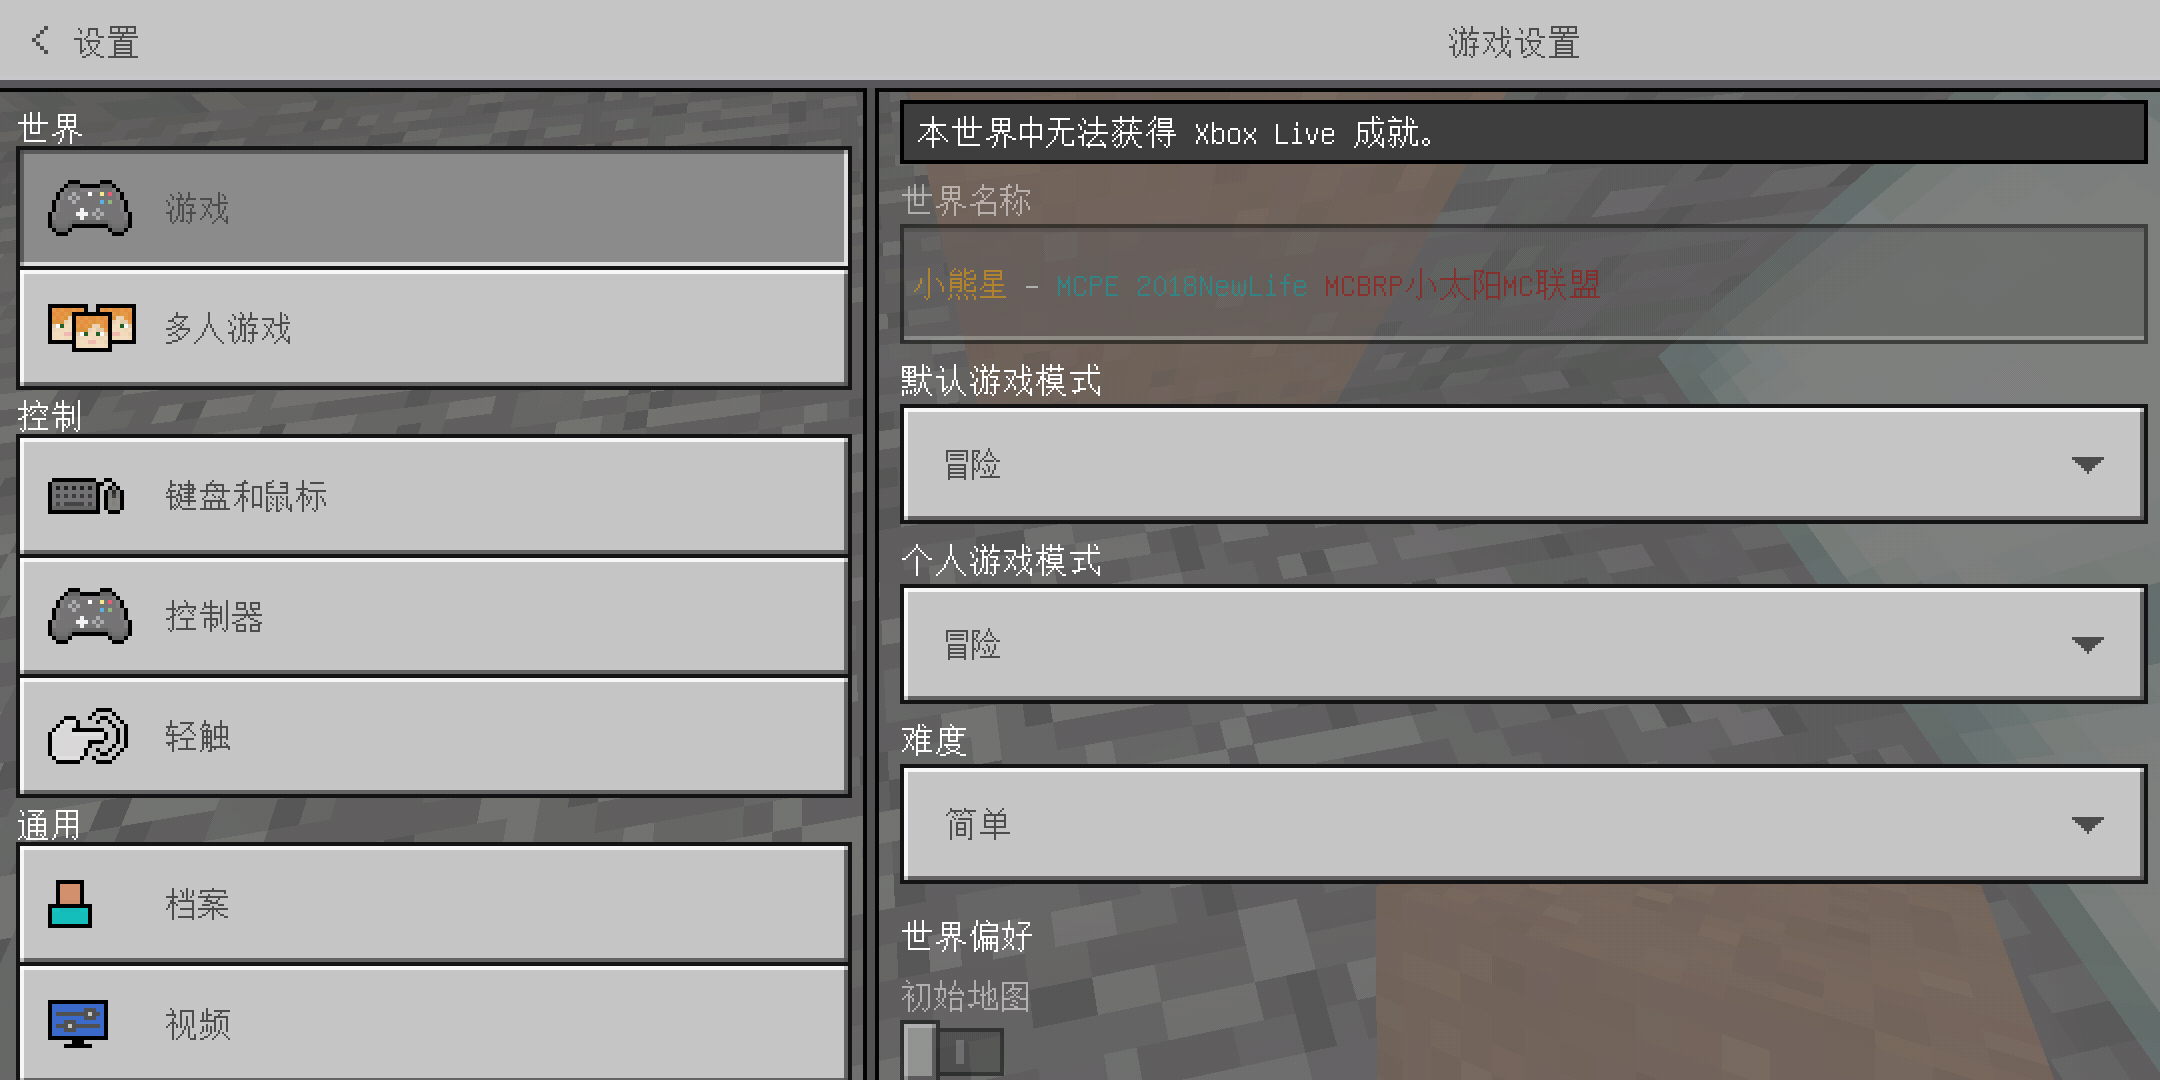 设置
游戏设置
世界
游戏
多人游戏
控制
键盘和鼠标
控制器
轻触
通用
档案
视频
本世界中无法获得 Xbox Live 成就。
世界名称
小熊星 - MCPE 2018NewLife MCBRP小太阳MC联盟
默认游戏模式
冒险
个人游戏模式
冒险
难度
简单
世界偏好
初始地图